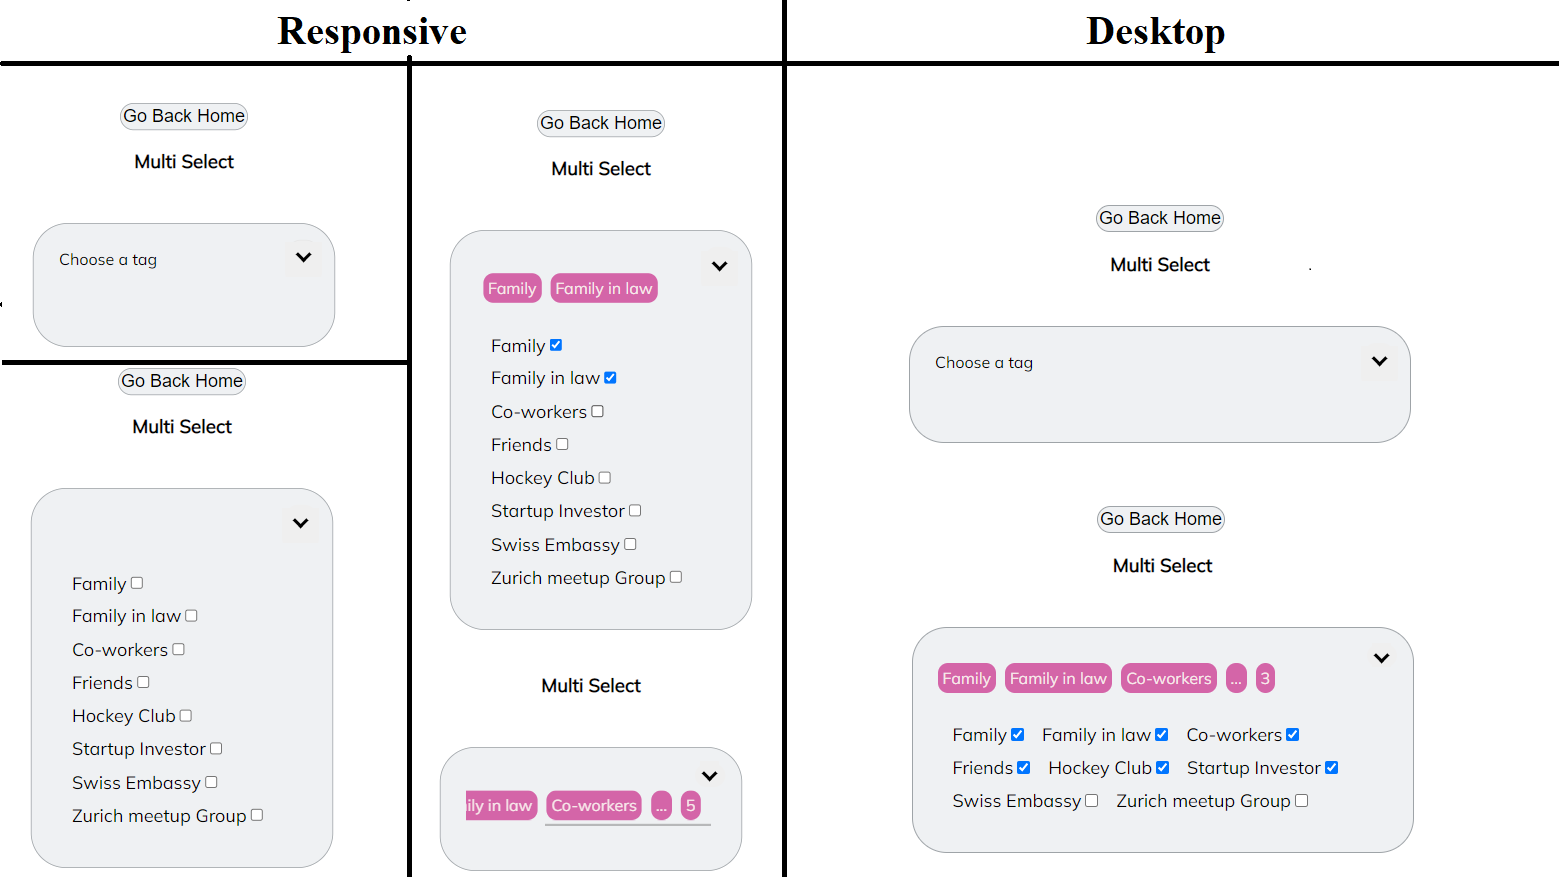 Responsive
Desktop
Go Back Home
Multi Select
Choose a tag
Go Back Home
Multi Select
Family
Family in law
Co-workers
Friends
Hockey Club
Startup Investor
Swiss Embassy
Zurich meetup Group
Go Back Home
Multi Select
Family Family in law
Family
Family in law
Co-workers
Friends
Hockey Club
Startup Investor
Swiss Embassy
Zurich meetup Group
Multi Select
ily in law Co-workers ... 5
Go Back Home
Multi Select
Choose a tag
Go Back Home
Multi Select
Family Family in law Co-workers ... 3
Family Family in law Co-workers
Friends Hockey Club Startup Investor
Swiss Embassy Zurich meetup Group